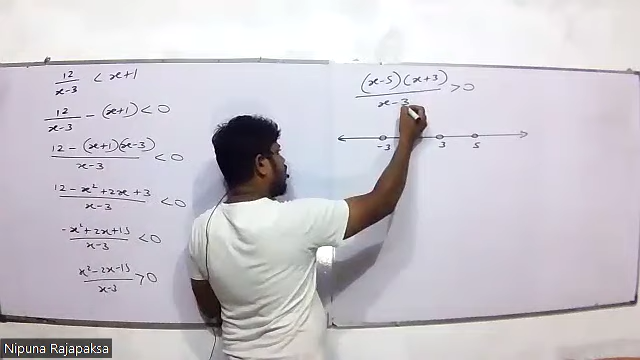 12/(x-3) < x+1
12/(x-3) - (x+1) < 0
(12 - (x+1)(x-3))/(x-3) < 0
(12 - x² + 2x + 3)/(x-3) < 0
(-x² + 2x + 15)/(x-3) < 0
(x² - 2x - 15)/(x-3) > 0
(x-5)(x+3)/(x-3) > 0
-3 3 5
Nipuna Rajapaksa